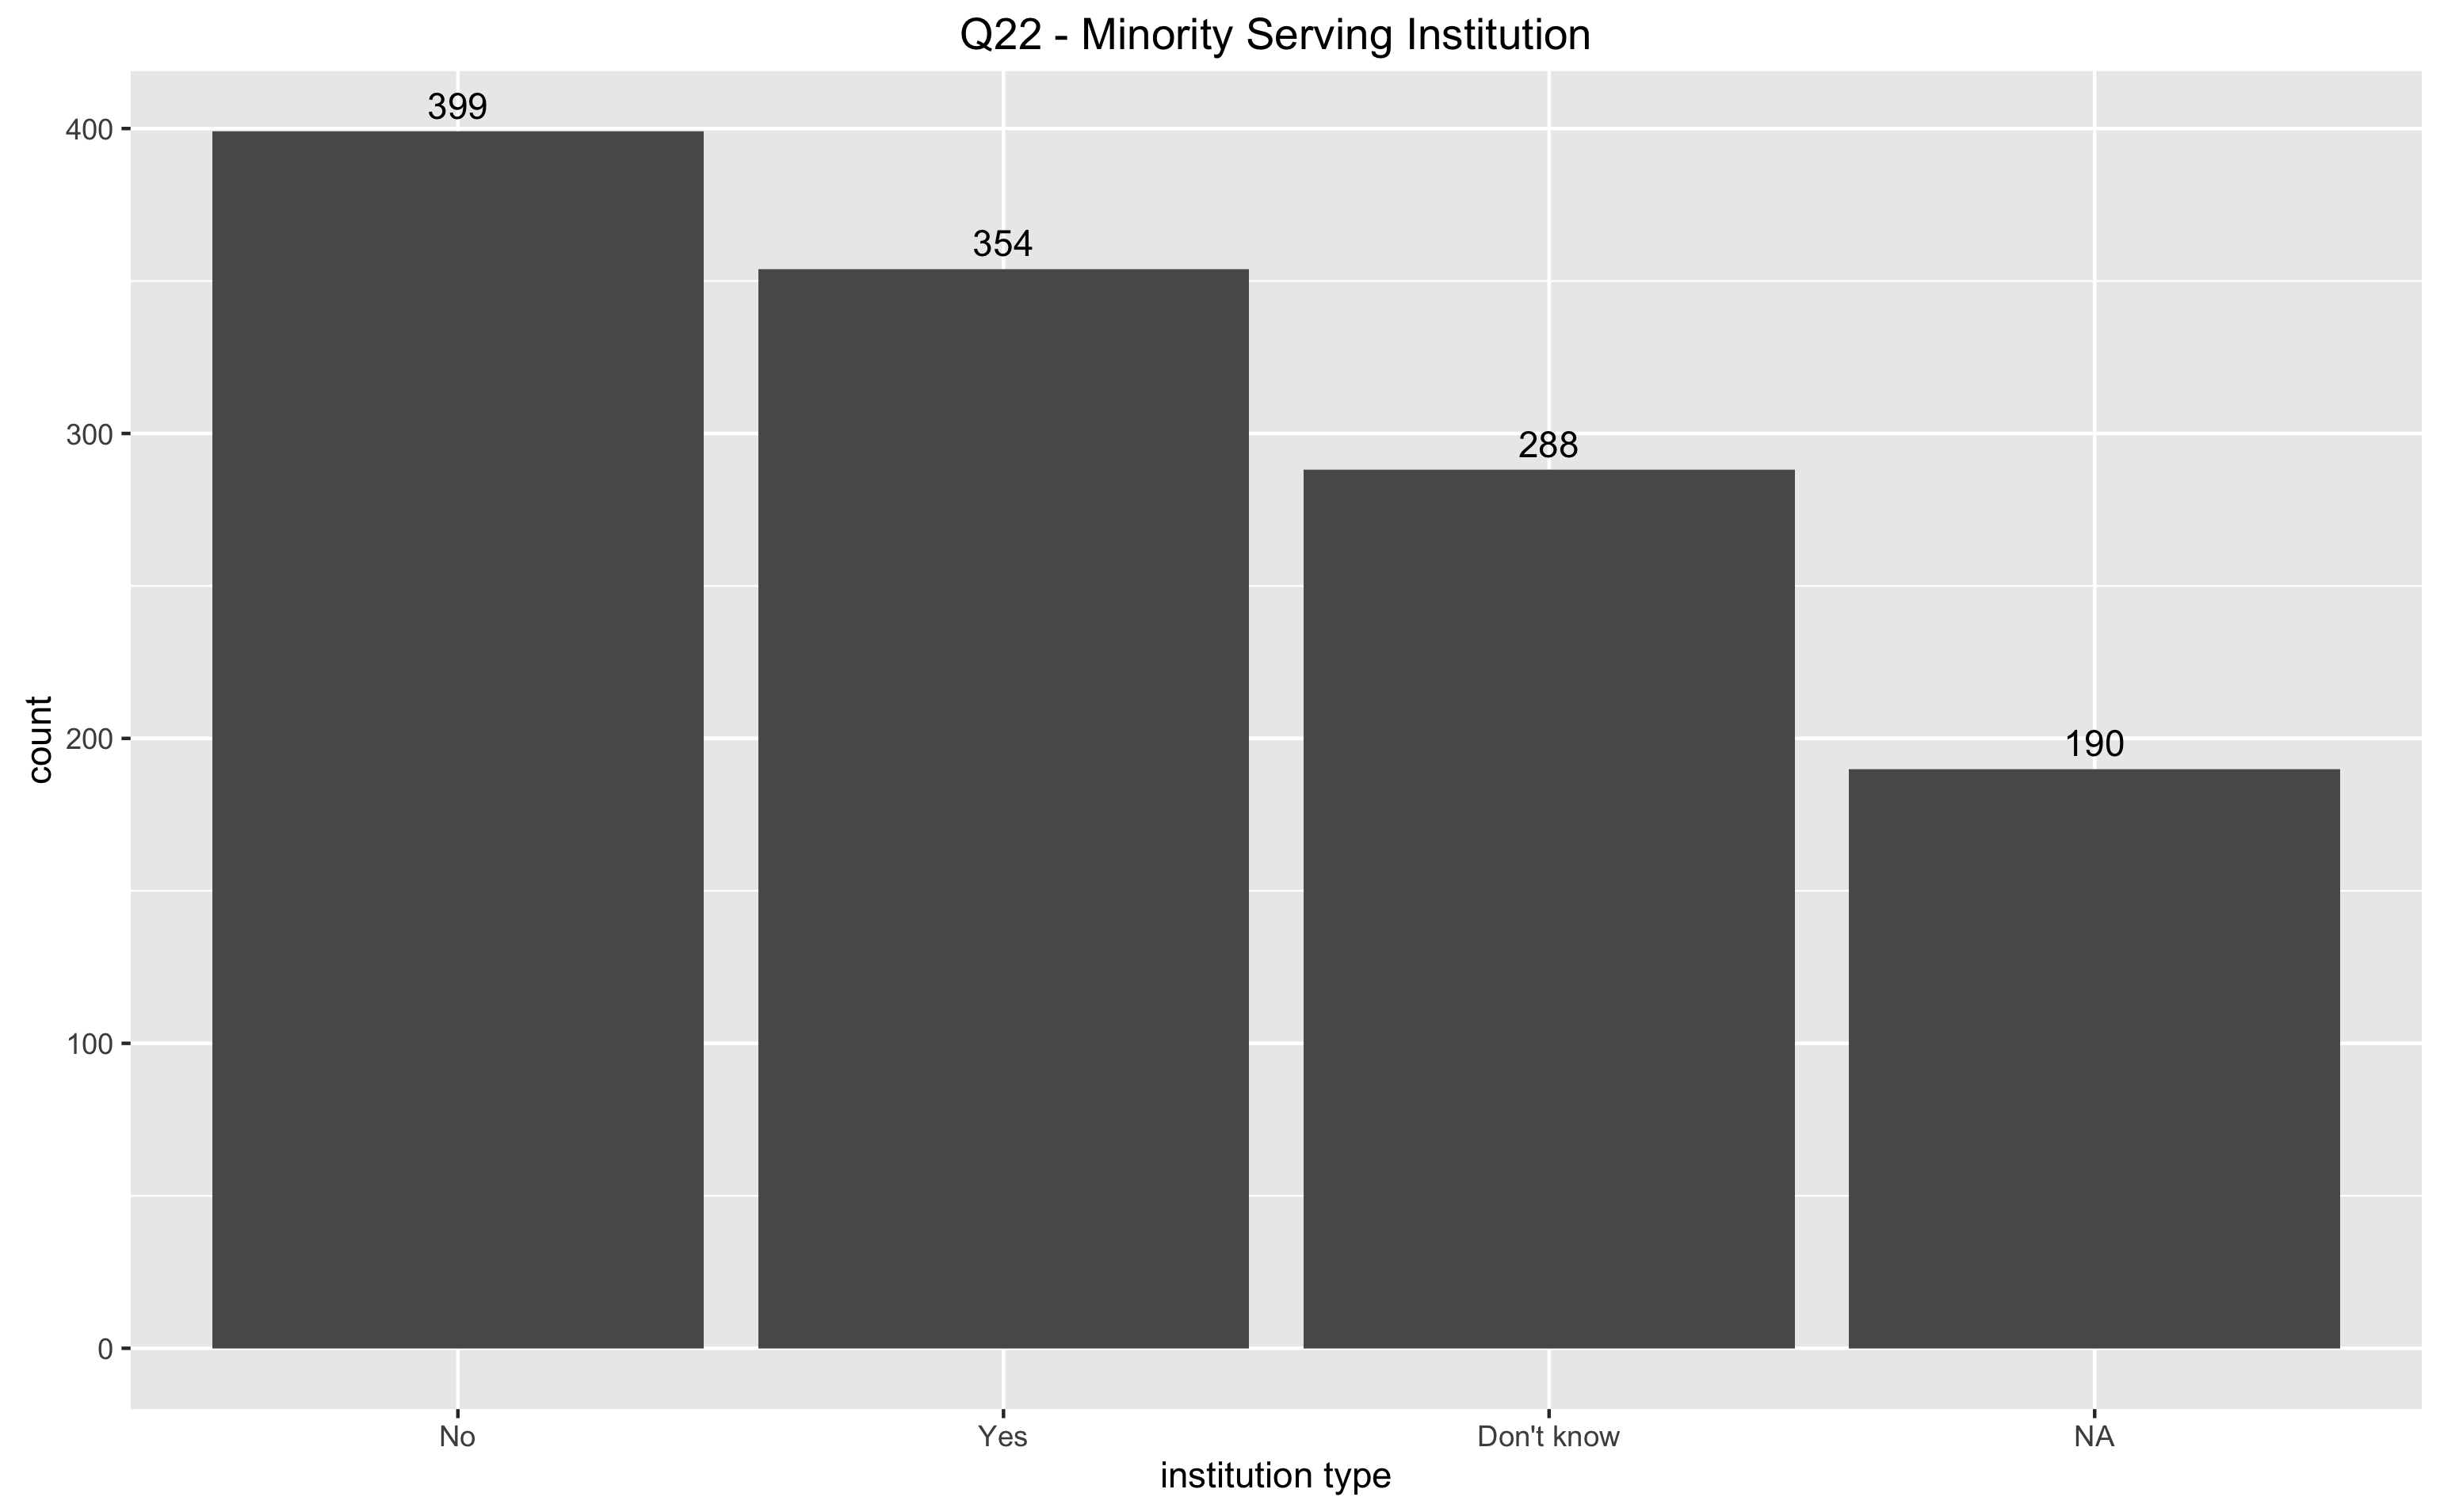 Q22 - Minority Serving Institution
399
354
288
190
400
300
200
100
0
count
No
Yes
Don't know
NA
institution type